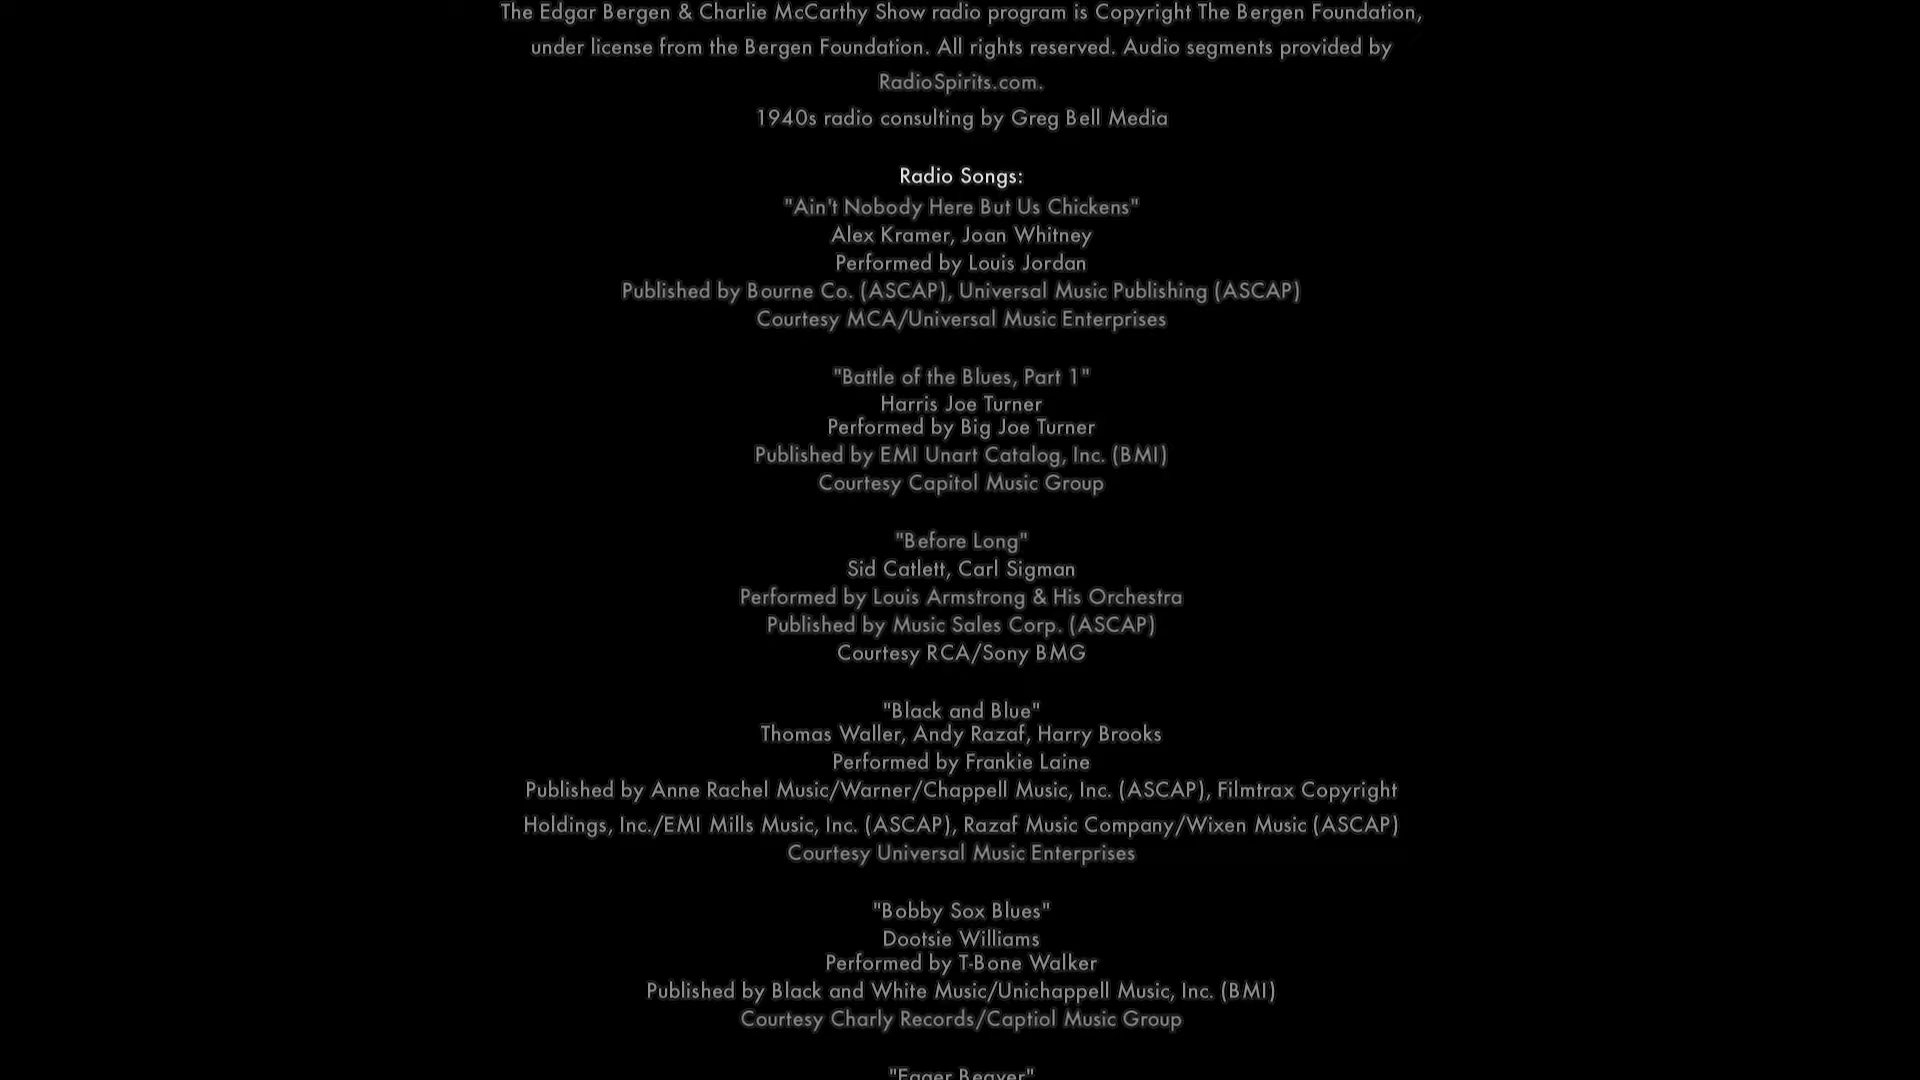 The Edgar Bergen & Charlie McCarthy Show radio program is Copyright The Bergen Foundation,
under license from the Bergen Foundation. All rights reserved. Audio segments provided by
RadioSpirits.com.
1940s radio consulting by Greg Bell Media
Radio Songs:
"Ain't Nobody Here But Us Chickens"
Alex Kramer, Joan Whitney
Performed by Louis Jordan
Published by Bourne Co. (ASCAP), Universal Music Publishing (ASCAP)
Courtesy MCA/Universal Music Enterprises
"Battle of the Blues, Part 1"
Harris Joe Turner
Performed by Big Joe Turner
Published by EMI Unart Catalog, Inc. (BMI)
Courtesy Capitol Music Group
"Before Long"
Sid Catlett, Carl Sigman
Performed by Louis Armstrong & His Orchestra
Published by Music Sales Corp. (ASCAP)
Courtesy RCA/Sony BMG
"Black and Blue"
Thomas Waller, Andy Razaf, Harry Brooks
Performed by Frankie Laine
Published by Anne Rachel Music/Warner/Chappell Music, Inc. (ASCAP), Filmtrax Copyright
Holdings, Inc./EMI Mills Music, Inc. (ASCAP), Razaf Music Company/Wixen Music (ASCAP)
Courtesy Universal Music Enterprises
"Bobby Sox Blues"
Dootsie Williams
Performed by T-Bone Walker
Published by Black and White Music/Unichappell Music, Inc. (BMI)
Courtesy Charly Records/Captiol Music Group
"Eager Beaver"